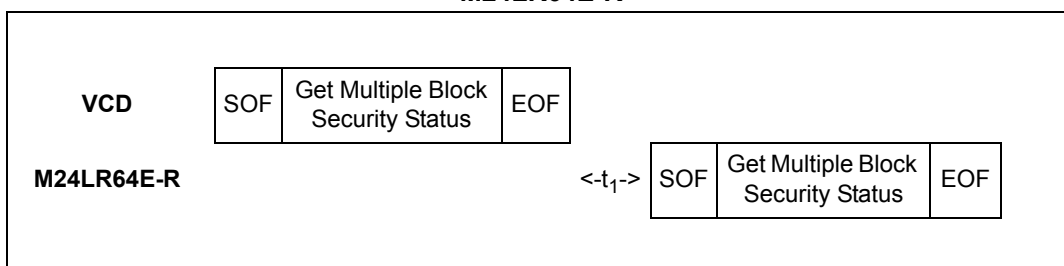 VCD SOF Get Multiple Block Security Status EOF
M24LR64E-R <-t1-> SOF Get Multiple Block Security Status EOF